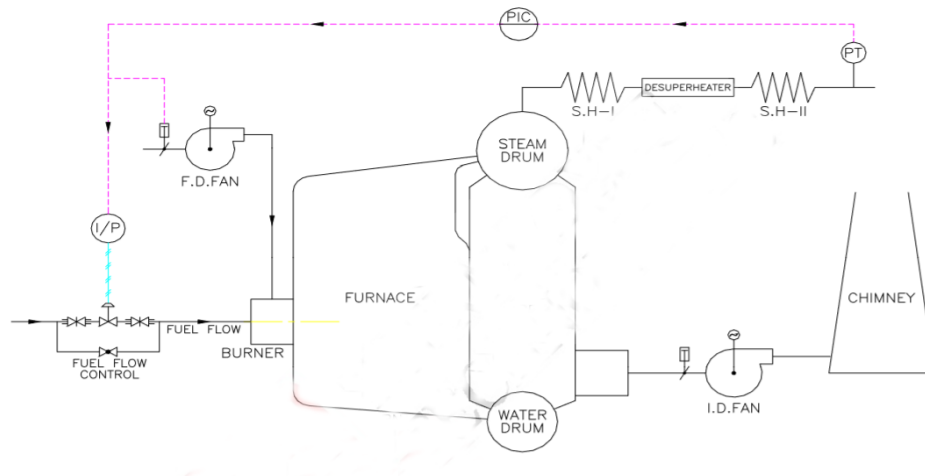 PIC
PT
DESUPERHEATER
S.H-I
S.H-II
STEAM
DRUM
F.D.FAN
I/P
FURNACE
CHIMNEY
FUEL FLOW
BURNER
FUEL FLOW
CONTROL
I.D.FAN
WATER
DRUM